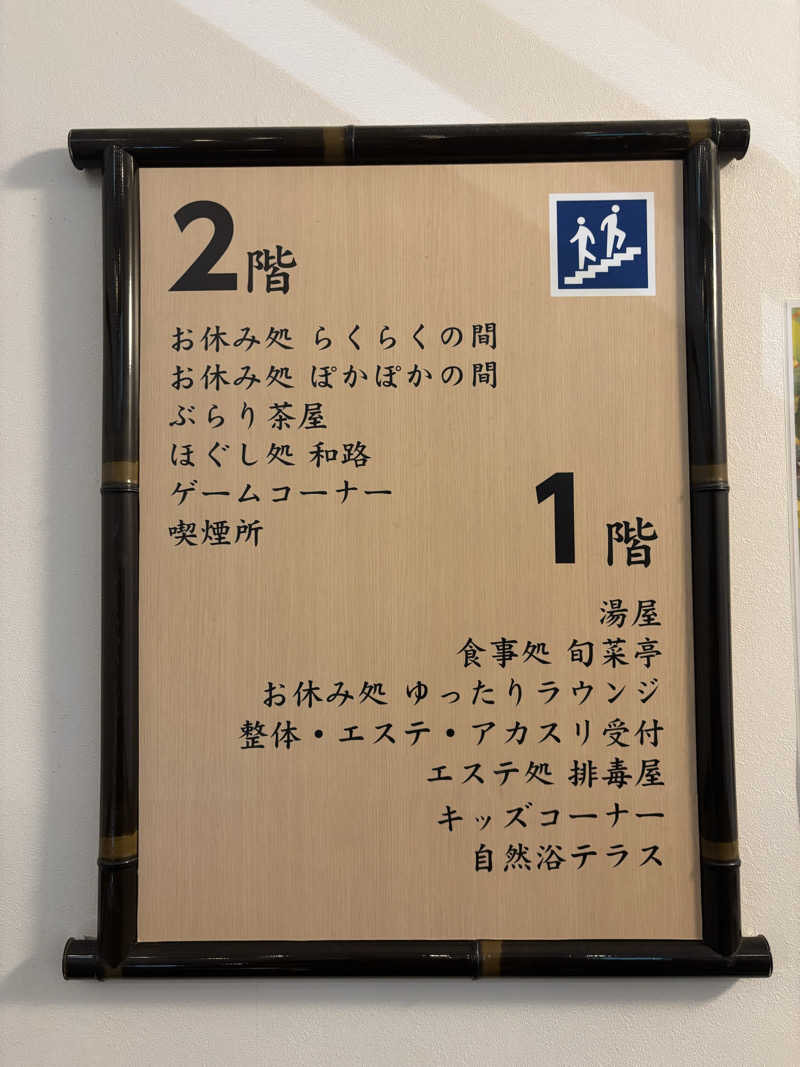 2階
お休み処 らくらくの間
お休み処 ぽかぽかの間
ぶらり茶屋
ほぐし処 和路
ゲームコーナー
喫煙所
1階
湯屋
食事処 旬菜亭
お休み処 ゆったりラウンジ
整体・エステ・アカスリ受付
エステ処 排毒屋
キッズコーナー
自然浴テラス